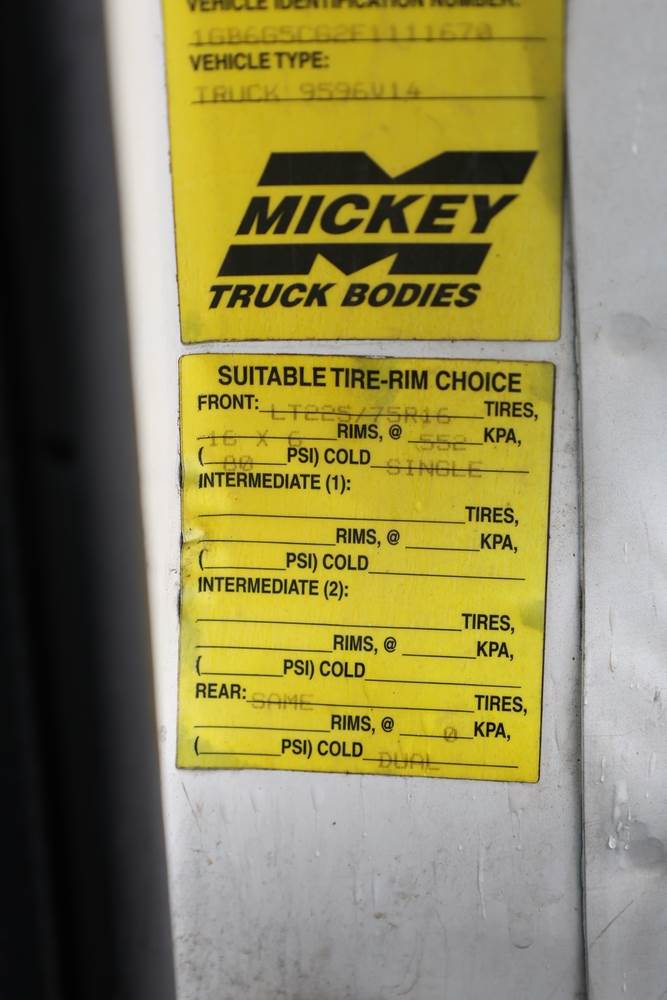 VEHICLE IDENTIFICATION NUMBER:
1GB6G5CG2F1111670
VEHICLE TYPE:
TRUCK 9596V14
MICKEY
TRUCK BODIES
SUITABLE TIRE-RIM CHOICE
FRONT: LT225/75R16 TIRES,
16 X 6 RIMS, @ 552 KPA,
( 80 PSI) COLD SINGLE
INTERMEDIATE (1):
TIRES,
RIMS, @ KPA,
( PSI) COLD
INTERMEDIATE (2):
TIRES,
RIMS, @ KPA,
( PSI) COLD
REAR: SAME TIRES,
RIMS, @ 0 KPA,
( PSI) COLD DUAL